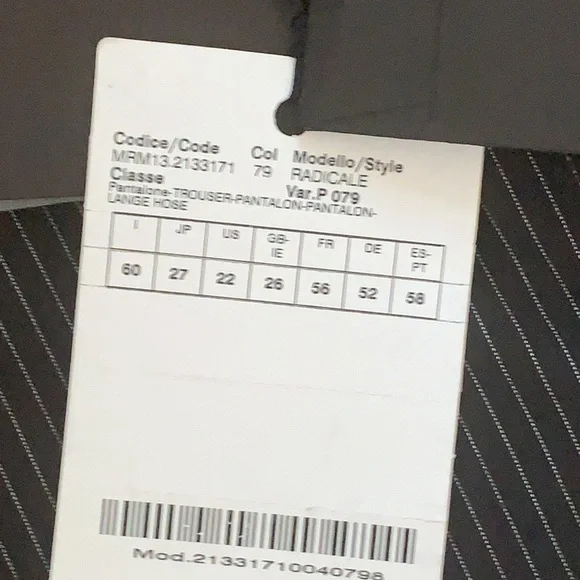 Codice/Code Col Modello/Style
MRM13.2133171 79 RADICALE
Classe Var.P 079
Pantalone-TROUSER-PANTALON-PANTALON-
LANGE HOSE
I JP US GB- FR DE ES-
IE PT
60 27 22 26 56 52 58
Mod.21331710040798